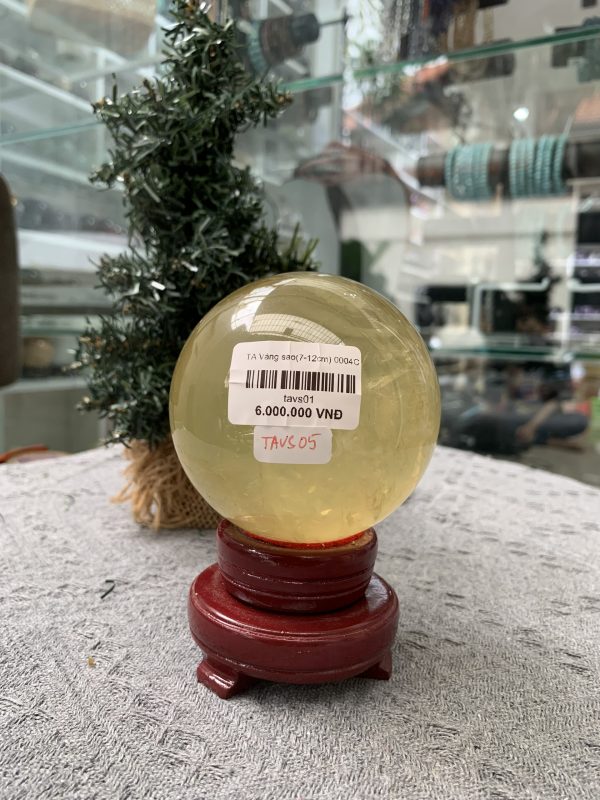 TA Vàng sao(7-12cm) 0004C
tavs01
6.000.000 VNĐ
TAVS05